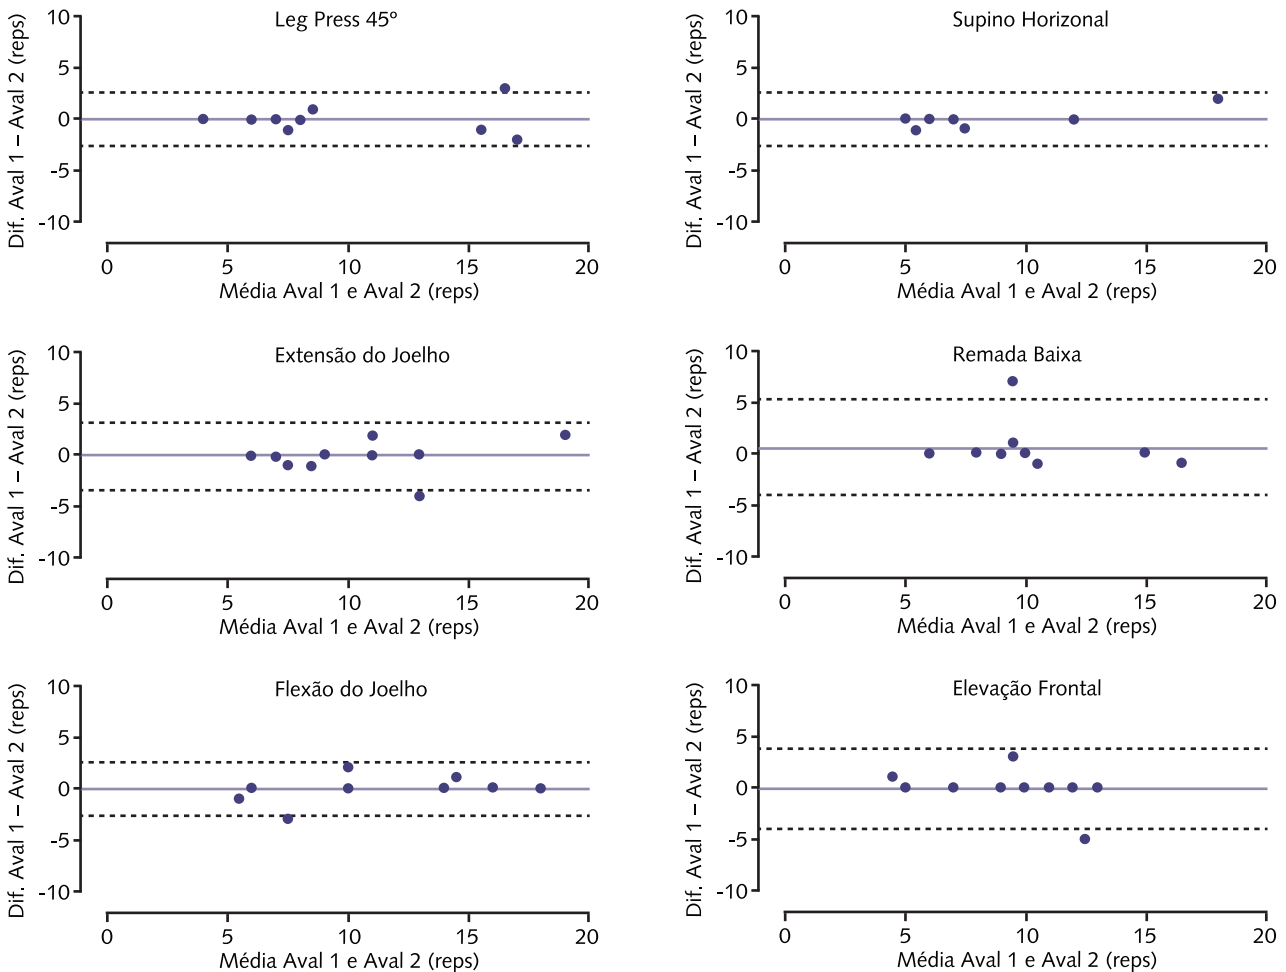 Leg Press 45º
Dif. Aval 1 – Aval 2 (reps)
10
5
0
-5
-10
0 5 10 15 20
Média Aval 1 e Aval 2 (reps)
Supino Horizonal
Dif. Aval 1 – Aval 2 (reps)
10
5
0
-5
-10
0 5 10 15 20
Média Aval 1 e Aval 2 (reps)
Extensão do Joelho
Dif. Aval 1 – Aval 2 (reps)
10
5
0
-5
-10
0 5 10 15 20
Média Aval 1 e Aval 2 (reps)
Remada Baixa
Dif. Aval 1 – Aval 2 (reps)
10
5
0
-5
-10
0 5 10 15 20
Média Aval 1 e Aval 2 (reps)
Flexão do Joelho
Dif. Aval 1 – Aval 2 (reps)
10
5
0
-5
-10
0 5 10 15 20
Média Aval 1 e Aval 2 (reps)
Elevação Frontal
Dif. Aval 1 – Aval 2 (reps)
10
5
0
-5
-10
0 5 10 15 20
Média Aval 1 e Aval 2 (reps)